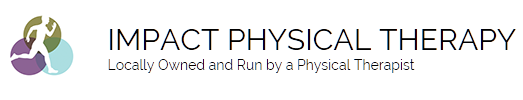 IMPACT PHYSICAL THERAPY
Locally Owned and Run by a Physical Therapist